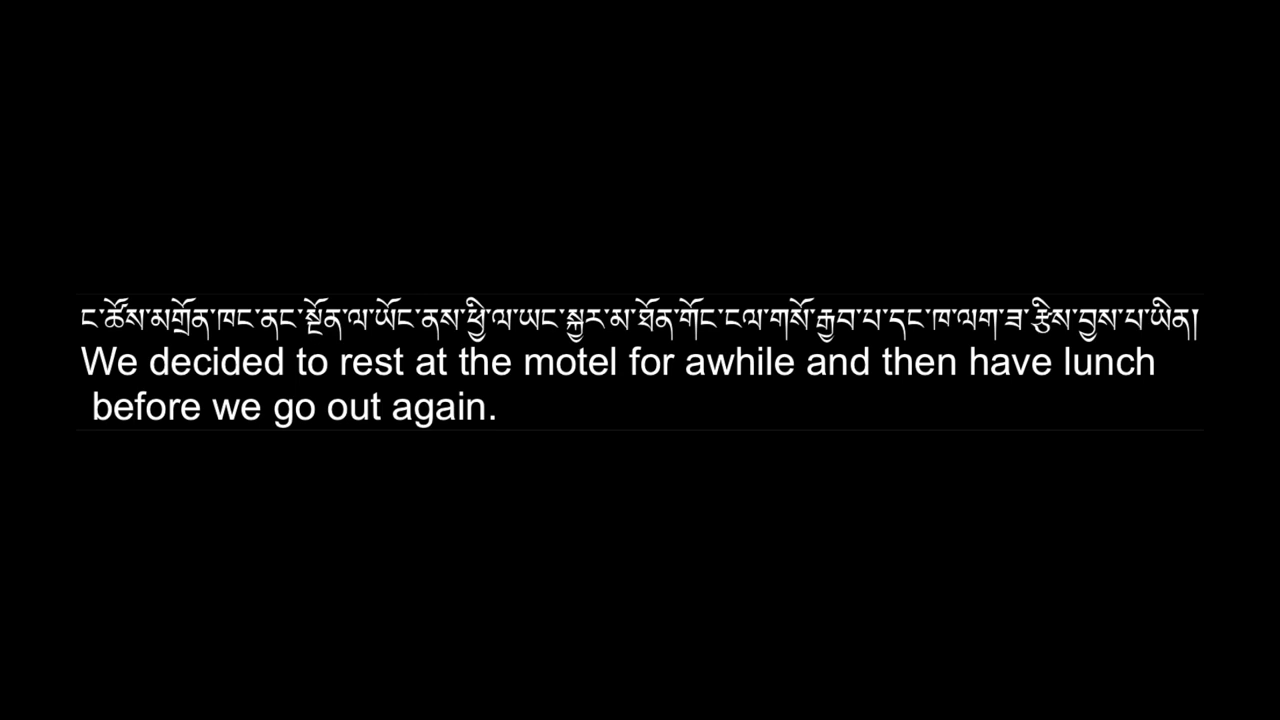 ང་ཚོས་མགྲོན་ཁང་ནང་སྔོན་ལ་ཡོང་ནས་ཕྱི་ལ་ཡང་སྐྱར་མ་ཐོན་གོང་ངལ་གསོ་རྒྱབ་པ་དང་ཁ་ལག་ཟ་རྩིས་བྱས་པ་ཡིན།
We decided to rest at the motel for awhile and then have lunch
before we go out again.